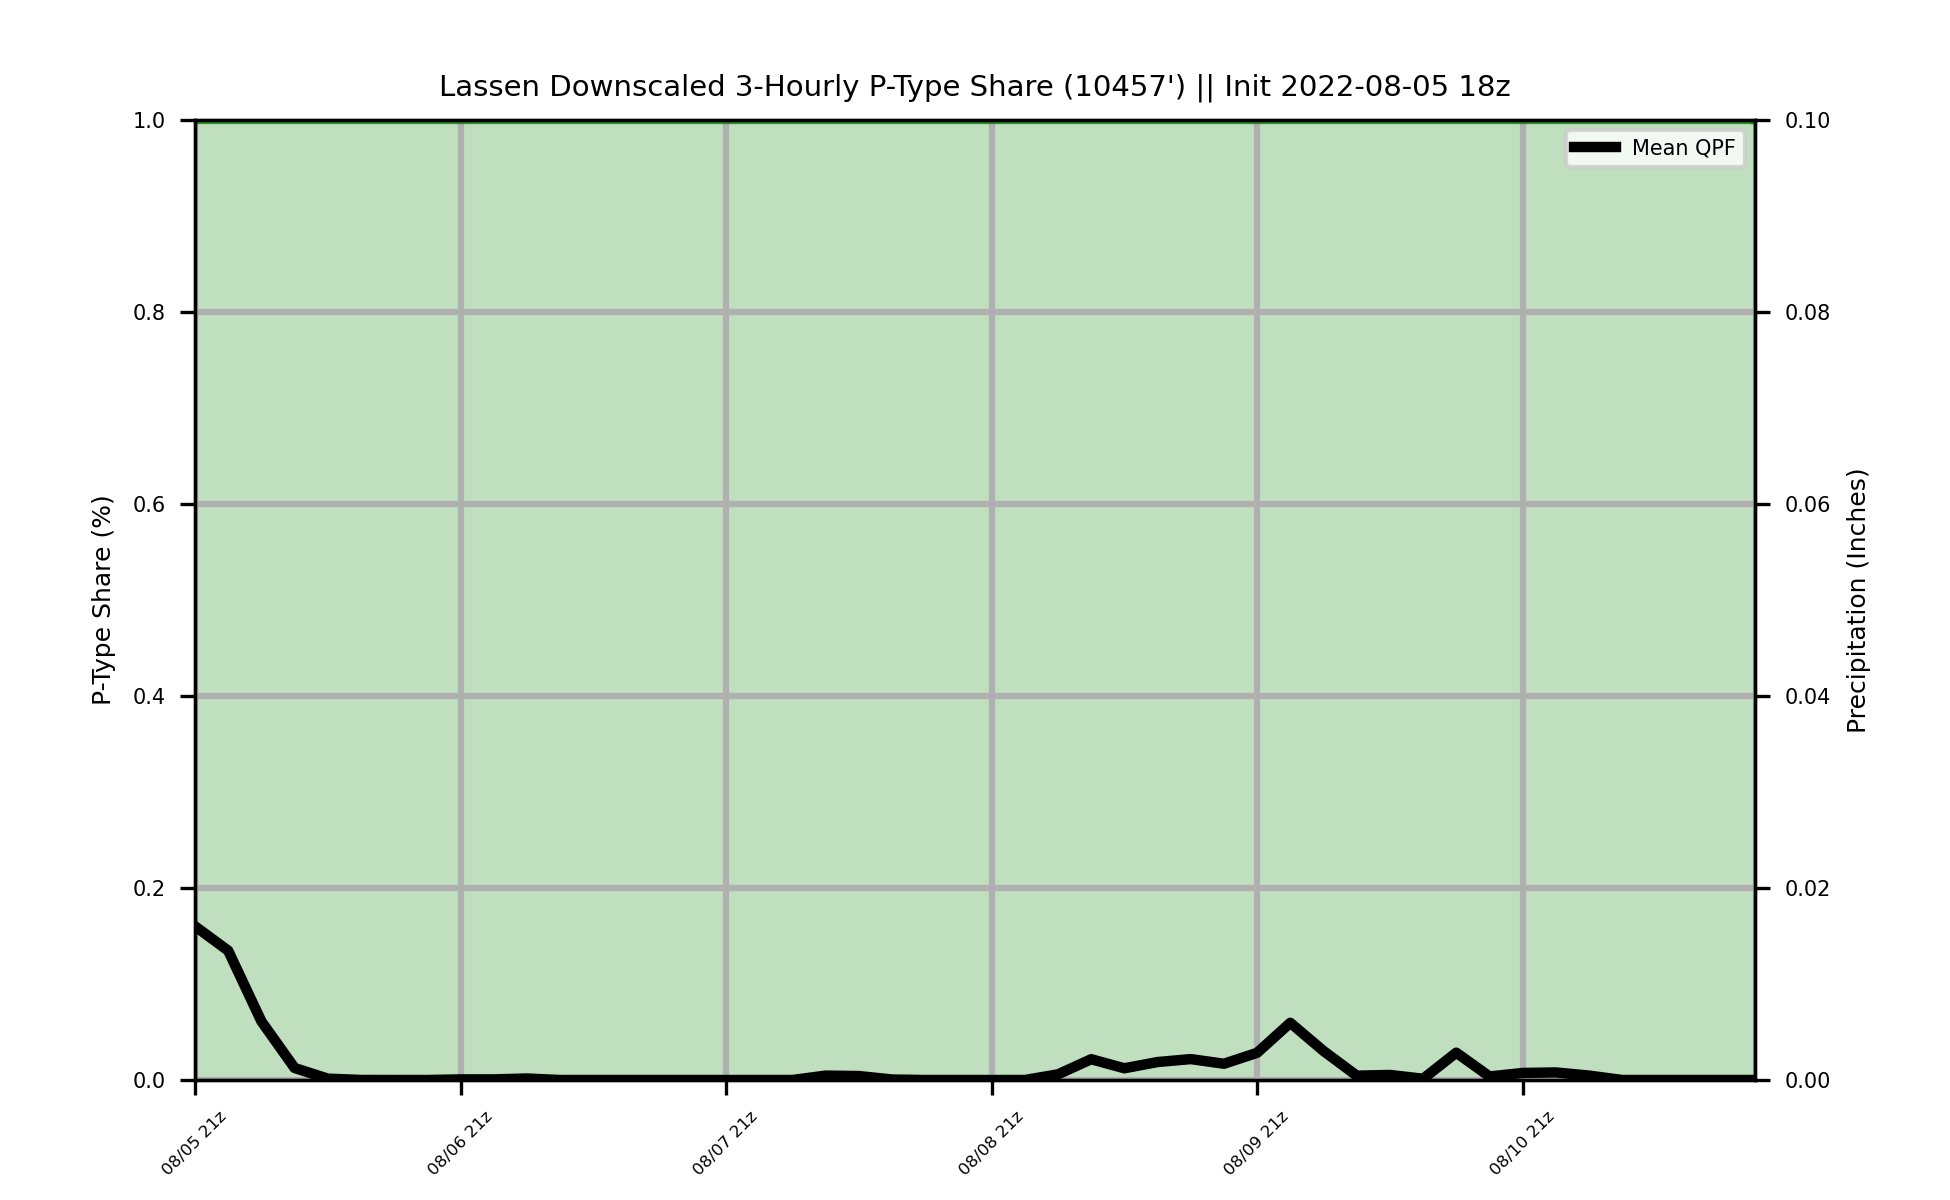 Lassen Downscaled 3-Hourly P-Type Share (10457') || Init 2022-08-05 18z
Mean QPF
P-Type Share (%)
1.0
0.8
0.6
0.4
0.2
0.0
0.10
0.08
0.06
0.04
0.02
0.00
Precipitation (Inches)
08/05 21z
08/06 21z
08/07 21z
08/08 21z
08/09 21z
08/10 21z